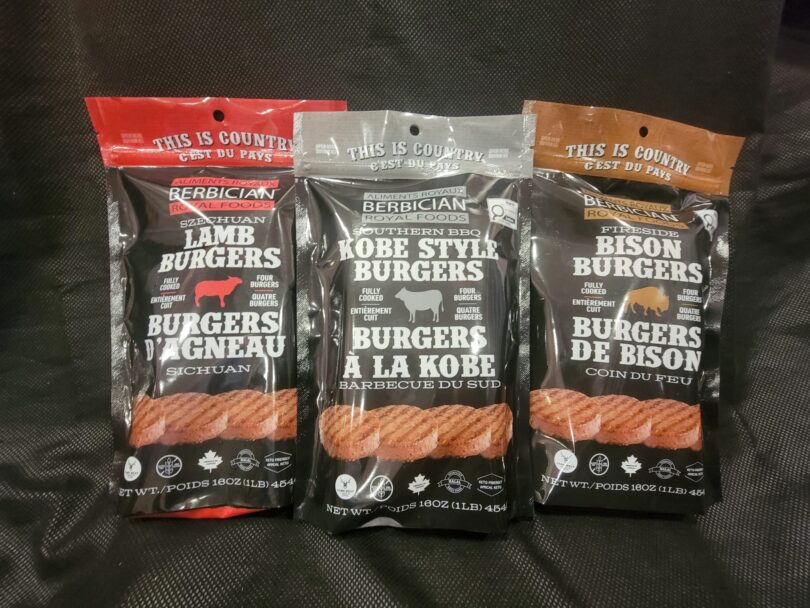 THIS IS COUNTRY
C'EST DU PAYS
ALIMENTS ROYAUX
BERBICIAN
ROYAL FOODS
SZECHUAN
LAMB
BURGERS
FULLY
COOKED
ENTIÈREMENT
CUIT
FOUR
BURGERS
QUATRE
BURGERS
BURGERS
D'AGNEAU
SICHUAN
NET WT./POIDS 16OZ (1LB) 454
THIS IS COUNTRY
C'EST DU PAYS
ALIMENTS ROYAUX
BERBICIAN
ROYAL FOODS
SOUTHERN BBQ
KOBE STYLE
BURGERS
FULLY
COOKED
ENTIÈREMENT
CUIT
FOUR
BURGERS
QUATRE
BURGERS
BURGERS
À LA KOBE
BARBECUE DU SUD
HALAL
KETO FRIENDLY
NET WT./POIDS 16OZ (1LB) 454
THIS IS COUNTRY
C'EST DU PAYS
BERBICIAN
ROYAL FOODS
FIRESIDE
BISON
BURGERS
FULLY
COOKED
ENTIÈREMENT
CUIT
FOUR
BURGERS
QUATRE
BURGERS
BURGERS
DE BISON
COIN DU FEU
NET WT./POIDS 16OZ (1LB) 454